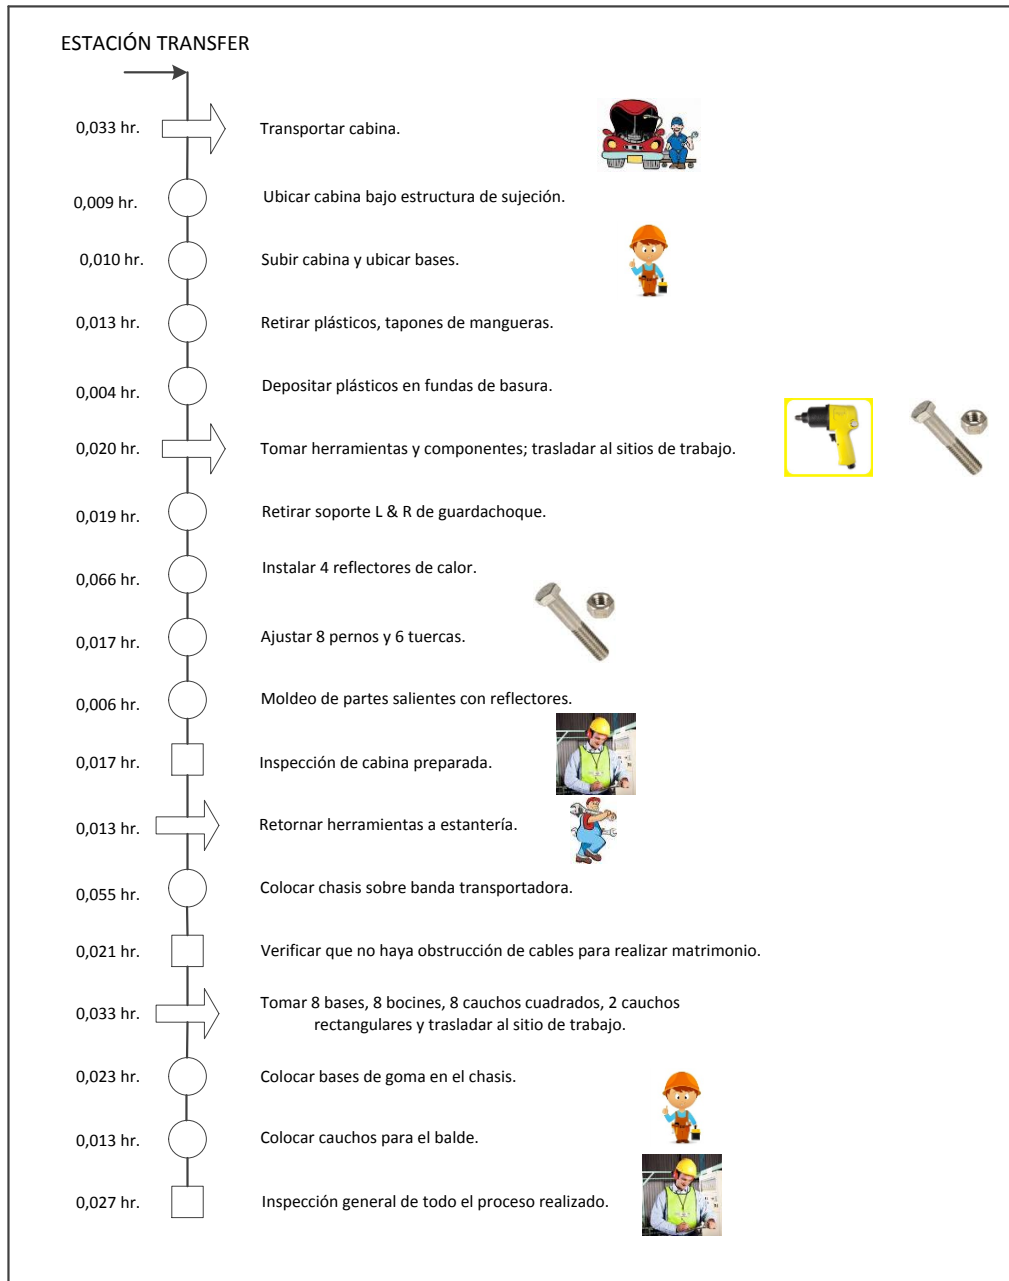 ESTACIÓN TRANSFER
0,033 hr. Transportar cabina.
0,009 hr. Ubicar cabina bajo estructura de sujeción.
0,010 hr. Subir cabina y ubicar bases.
0,013 hr. Retirar plásticos, tapones de mangueras.
0,004 hr. Depositar plásticos en fundas de basura.
0,020 hr. Tomar herramientas y componentes; trasladar al sitios de trabajo.
0,019 hr. Retirar soporte L & R de guardachoque.
0,066 hr. Instalar 4 reflectores de calor.
0,017 hr. Ajustar 8 pernos y 6 tuercas.
0,006 hr. Moldeo de partes salientes con reflectores.
0,017 hr. Inspección de cabina preparada.
0,013 hr. Retornar herramientas a estantería.
0,055 hr. Colocar chasis sobre banda transportadora.
0,021 hr. Verificar que no haya obstrucción de cables para realizar matrimonio.
0,033 hr. Tomar 8 bases, 8 bocines, 8 cauchos cuadrados, 2 cauchos
rectangulares y trasladar al sitio de trabajo.
0,023 hr. Colocar bases de goma en el chasis.
0,013 hr. Colocar cauchos para el balde.
0,027 hr. Inspección general de todo el proceso realizado.